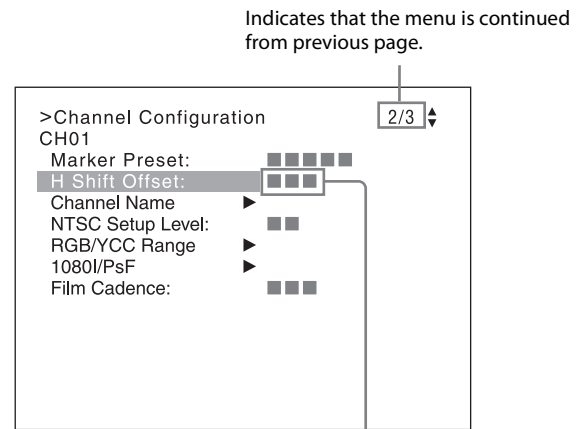 Indicates that the menu is continued
from previous page.
>Channel Configuration 2/3
CH01
Marker Preset:
H Shift Offset:
Channel Name
NTSC Setup Level:
RGB/YCC Range
1080I/PsF
Film Cadence: